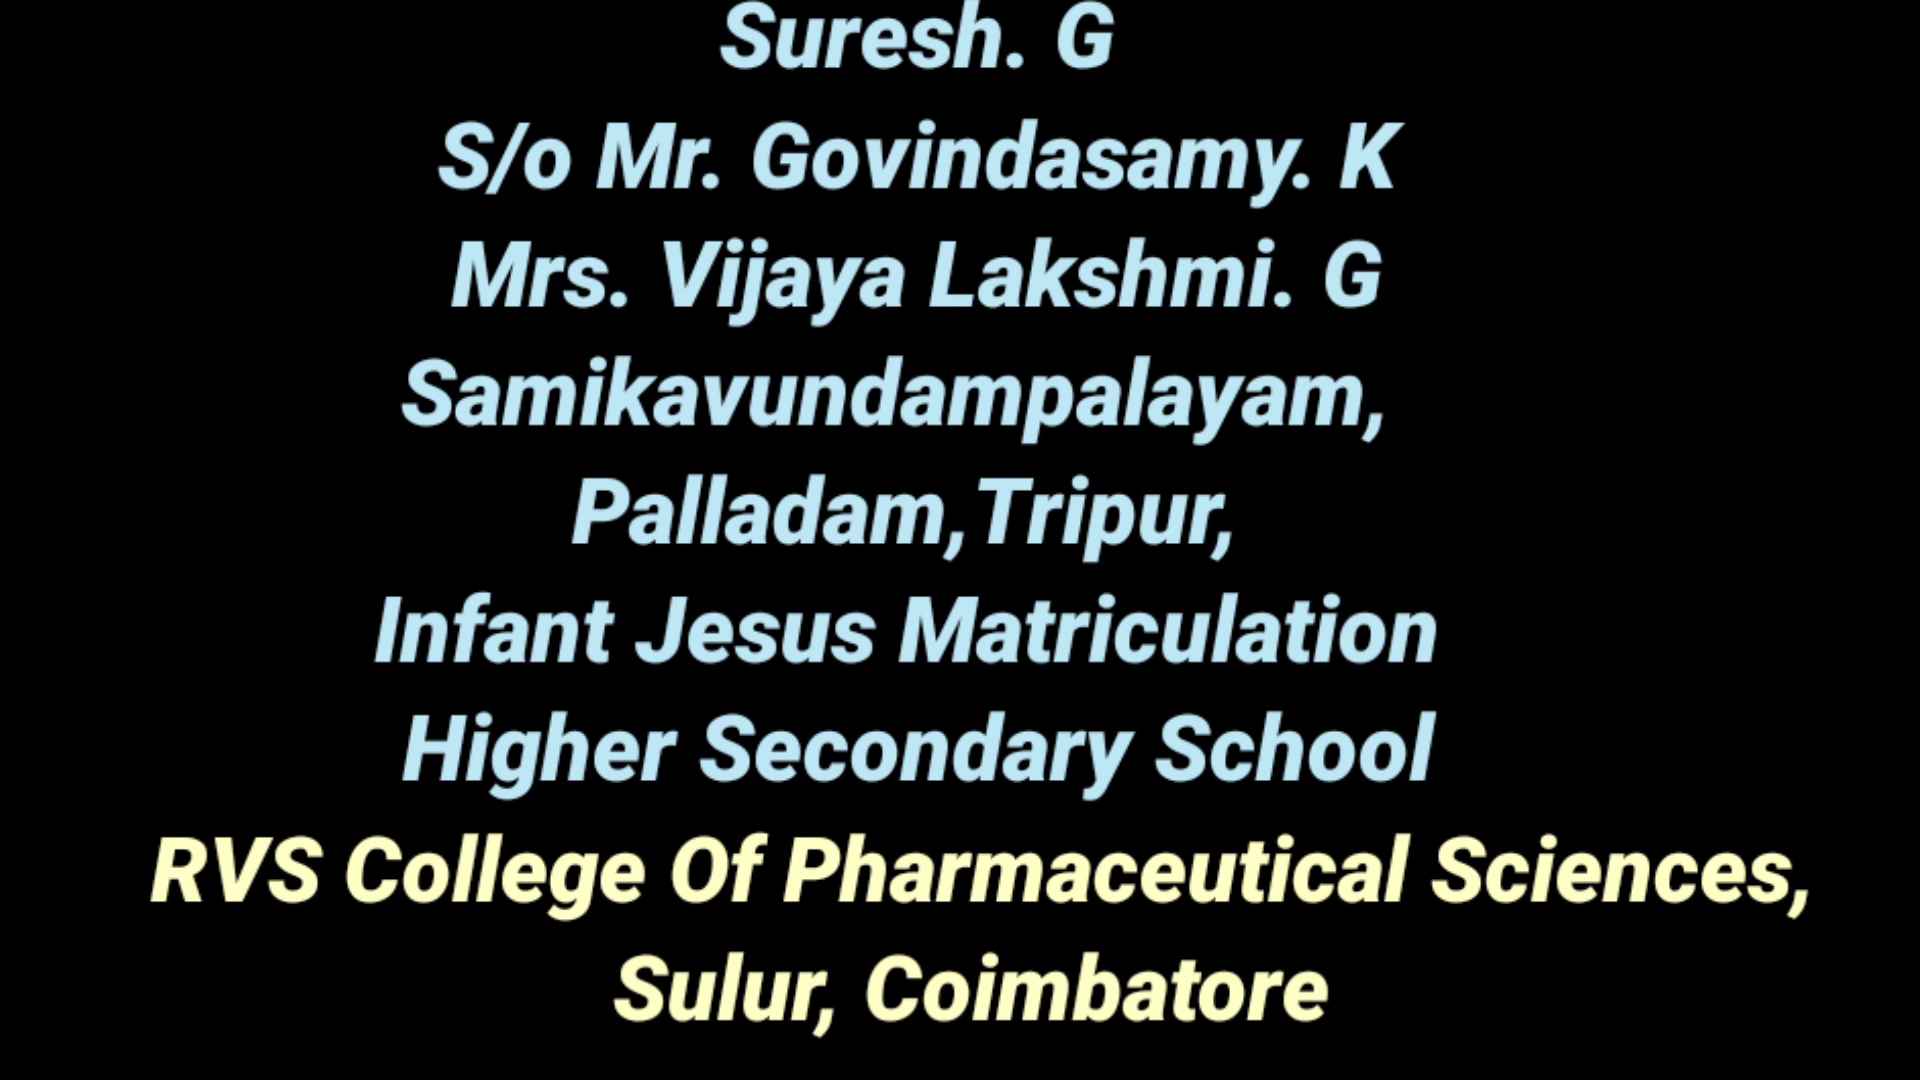 Suresh. G
S/o Mr. Govindasamy. K
Mrs. Vijaya Lakshmi. G
Samikavundampalayam,
Palladam,Tripur,
Infant Jesus Matriculation
Higher Secondary School
RVS College Of Pharmaceutical Sciences,
Sulur, Coimbatore